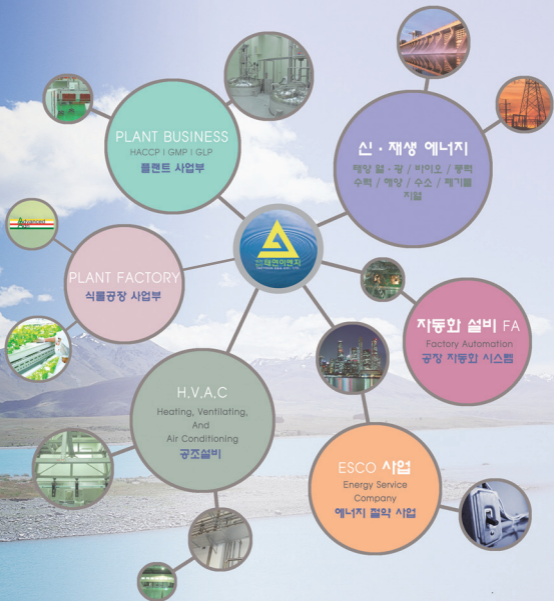 PLANT BUSINESS
HACCP | GMP | GLP
플랜트 사업부
신·재생 에너지
태양 열·광 / 바이오 / 풍력
수력 / 해양 / 수소 / 폐기물
지열
Advanced
PLANT FACTORY
식물공장 사업부
자동화 설비 FA
Factory Automation
공장 자동화 시스템
H.V.A.C
Heating, Ventilating,
And
Air Conditioning
공조설비
ESCO 사업
Energy Service
Company
에너지 절약 사업